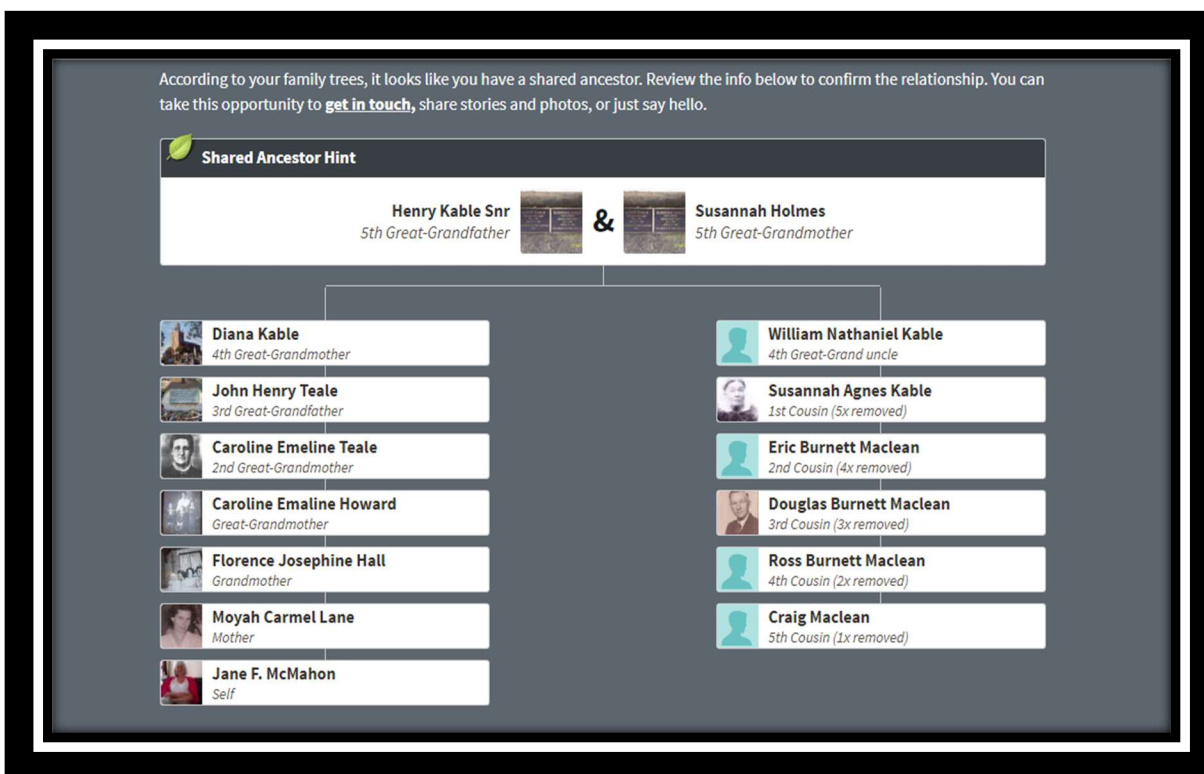 According to your family trees, it looks like you have a shared ancestor. Review the info below to confirm the relationship. You can
take this opportunity to get in touch, share stories and photos, or just say hello.
Shared Ancestor Hint
Henry Kable Snr
5th Great-Grandfather
&
Susannah Holmes
5th Great-Grandmother
Diana Kable
4th Great-Grandmother
John Henry Teale
3rd Great-Grandfather
Caroline Emeline Teale
2nd Great-Grandmother
Caroline Emaline Howard
Great-Grandmother
Florence Josephine Hall
Grandmother
Moyah Carmel Lane
Mother
Jane F. McMahon
Self
William Nathaniel Kable
4th Great-Grand uncle
Susannah Agnes Kable
1st Cousin (5x removed)
Eric Burnett Maclean
2nd Cousin (4x removed)
Douglas Burnett Maclean
3rd Cousin (3x removed)
Ross Burnett Maclean
4th Cousin (2x removed)
Craig Maclean
5th Cousin (1x removed)